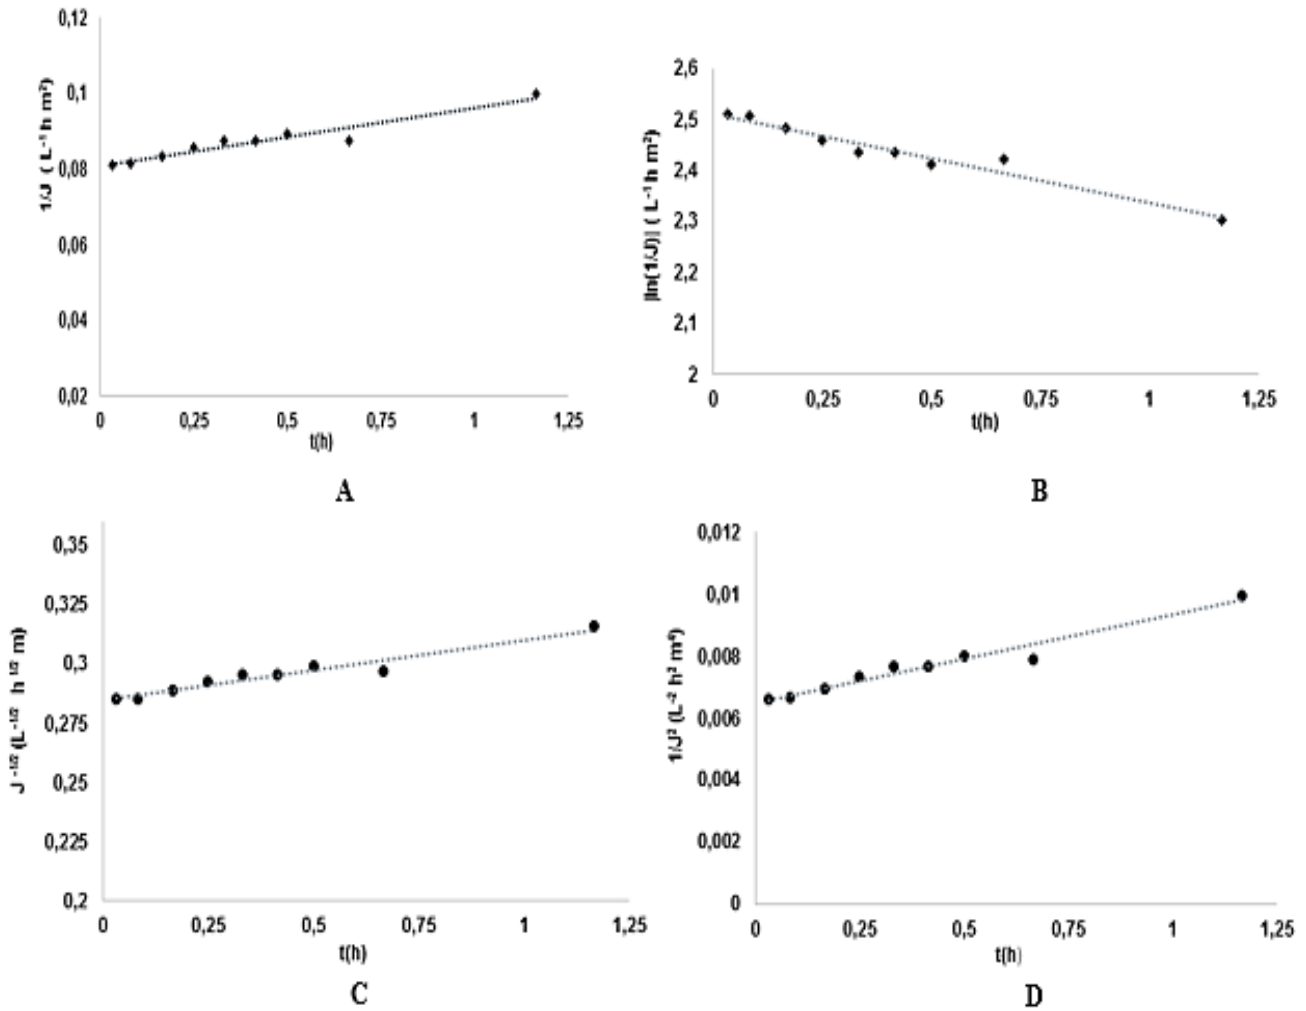 0,12
0,1
0,08
0,06
0,04
0,02
1/J ( L⁻¹ h m²)
0 0,25 0,5 0,75 1 1,25
t(h)
A
2,6
2,5
2,4
2,3
2,2
2,1
2
|ln(1/J)| ( L⁻¹ h m²)
0 0,25 0,5 0,75 1 1,25
t(h)
B
0,35
0,325
0,3
0,275
0,25
0,225
0,2
J ⁻¹/² (L⁻¹/² h¹/² m)
0 0,25 0,5 0,75 1 1,25
t(h)
C
0,012
0,01
0,008
0,006
0,004
0,002
0
1/J² (L⁻² h² m⁴)
0 0,25 0,5 0,75 1 1,25
t(h)
D